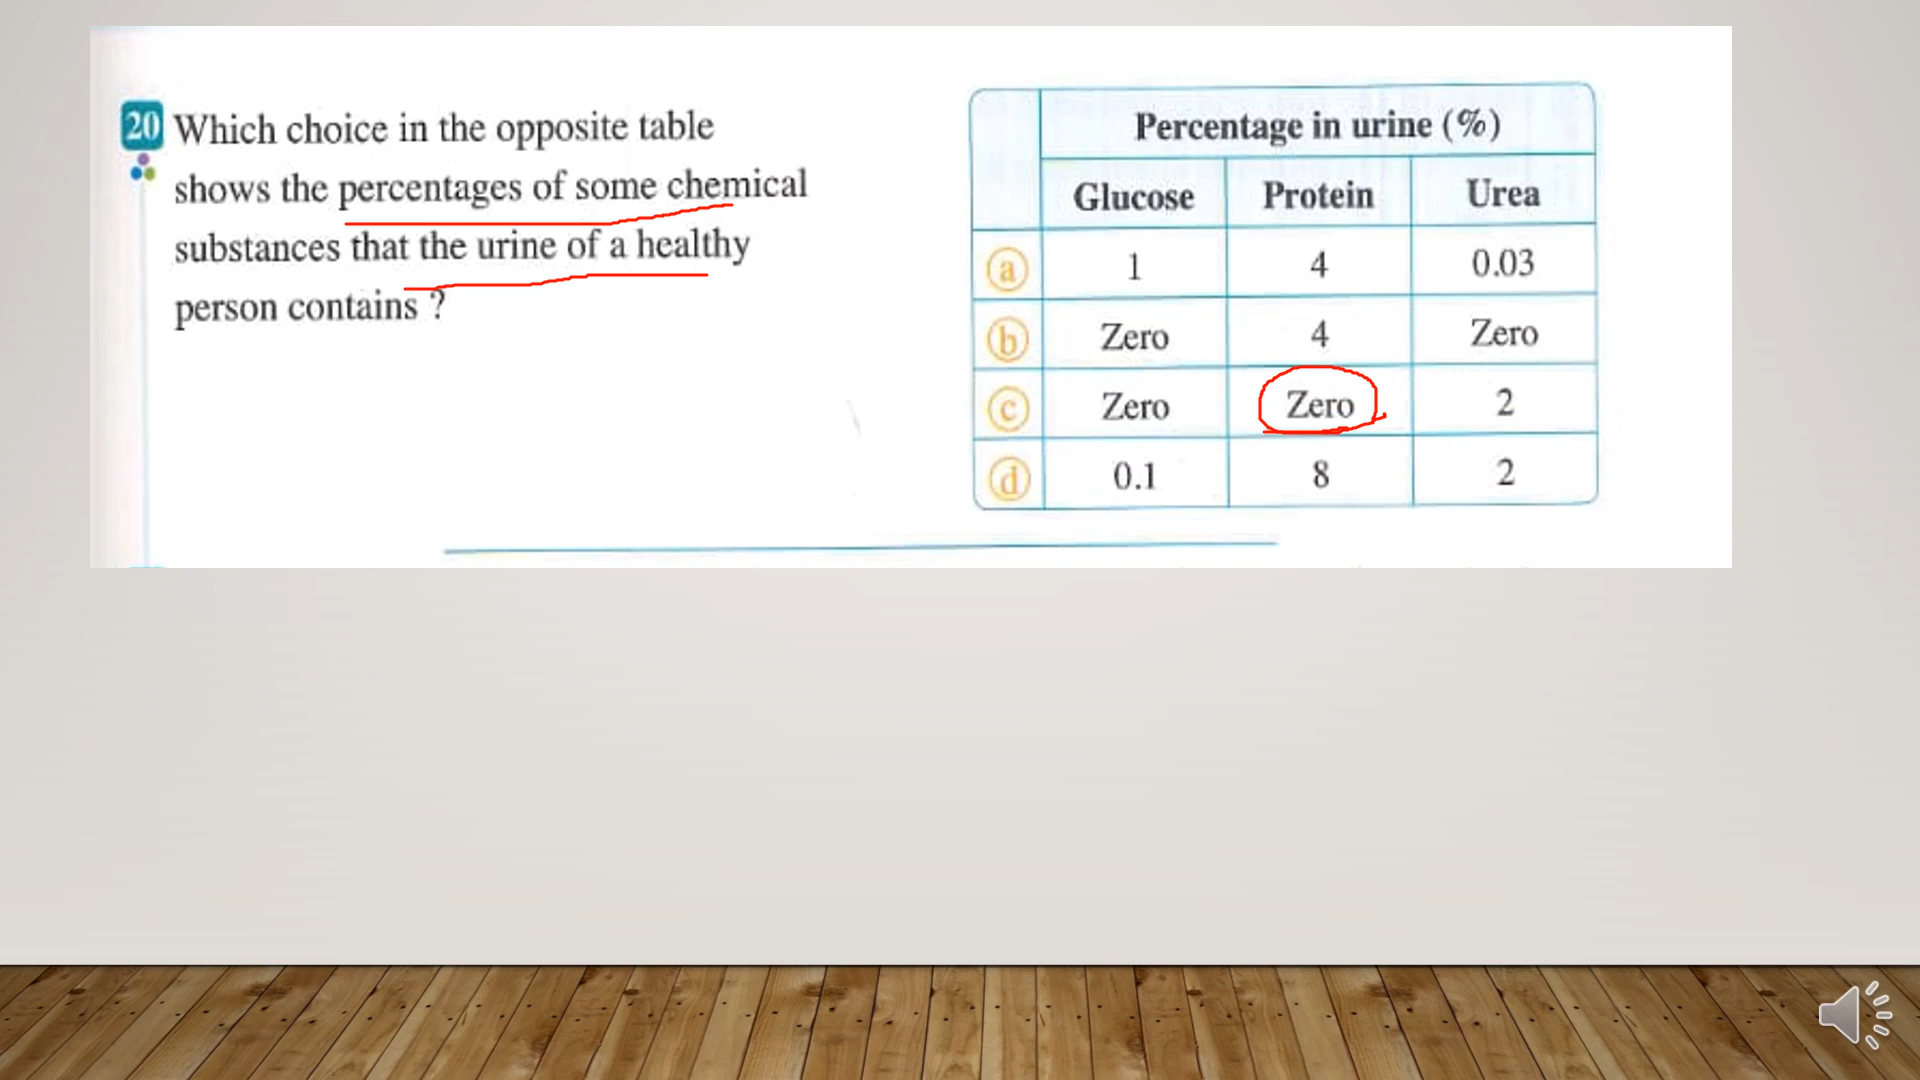 20 Which choice in the opposite table
shows the percentages of some chemical
substances that the urine of a healthy
person contains ?
Percentage in urine (%)
Glucose Protein Urea
a 1 4 0.03
b Zero 4 Zero
c Zero Zero 2
d 0.1 8 2